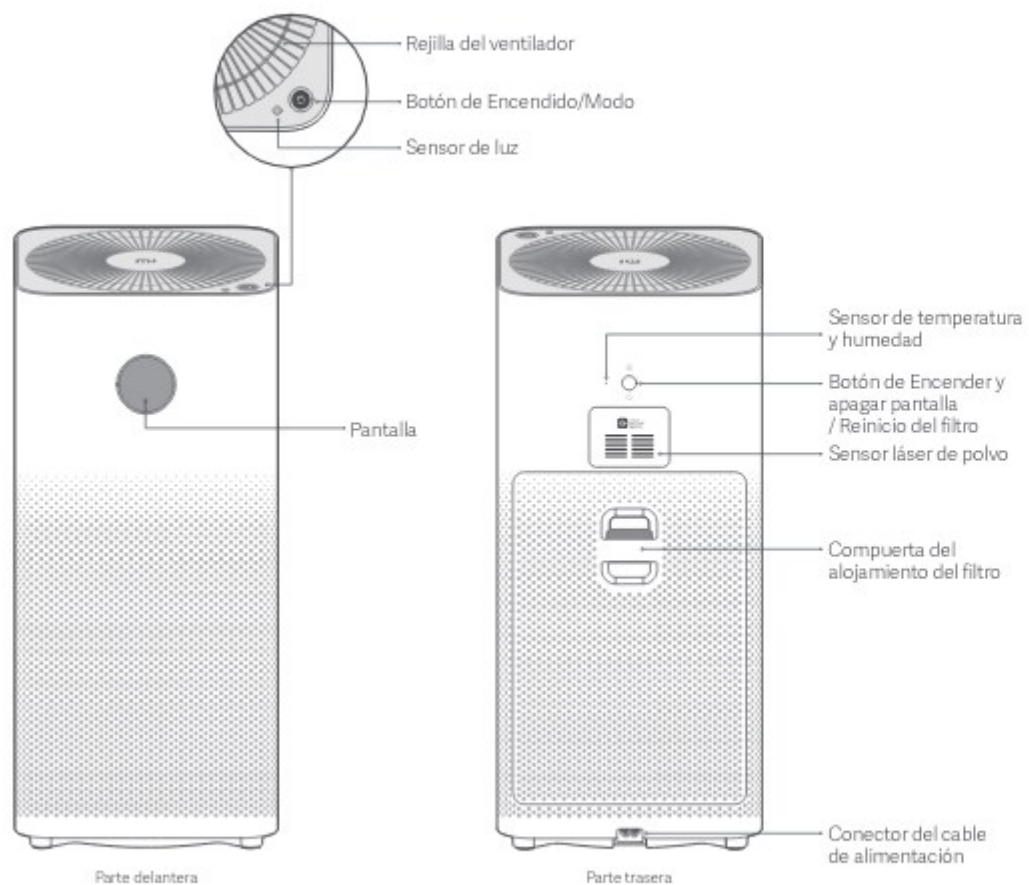 Rejilla del ventilador
Botón de Encendido/Modo
Sensor de luz
Pantalla
Sensor de temperatura
y humedad
Botón de Encender y
apagar pantalla
/ Reinicio del filtro
Sensor láser de polvo
Compuerta del
alojamiento del filtro
Conector del cable
de alimentación
Parte delantera
Parte trasera